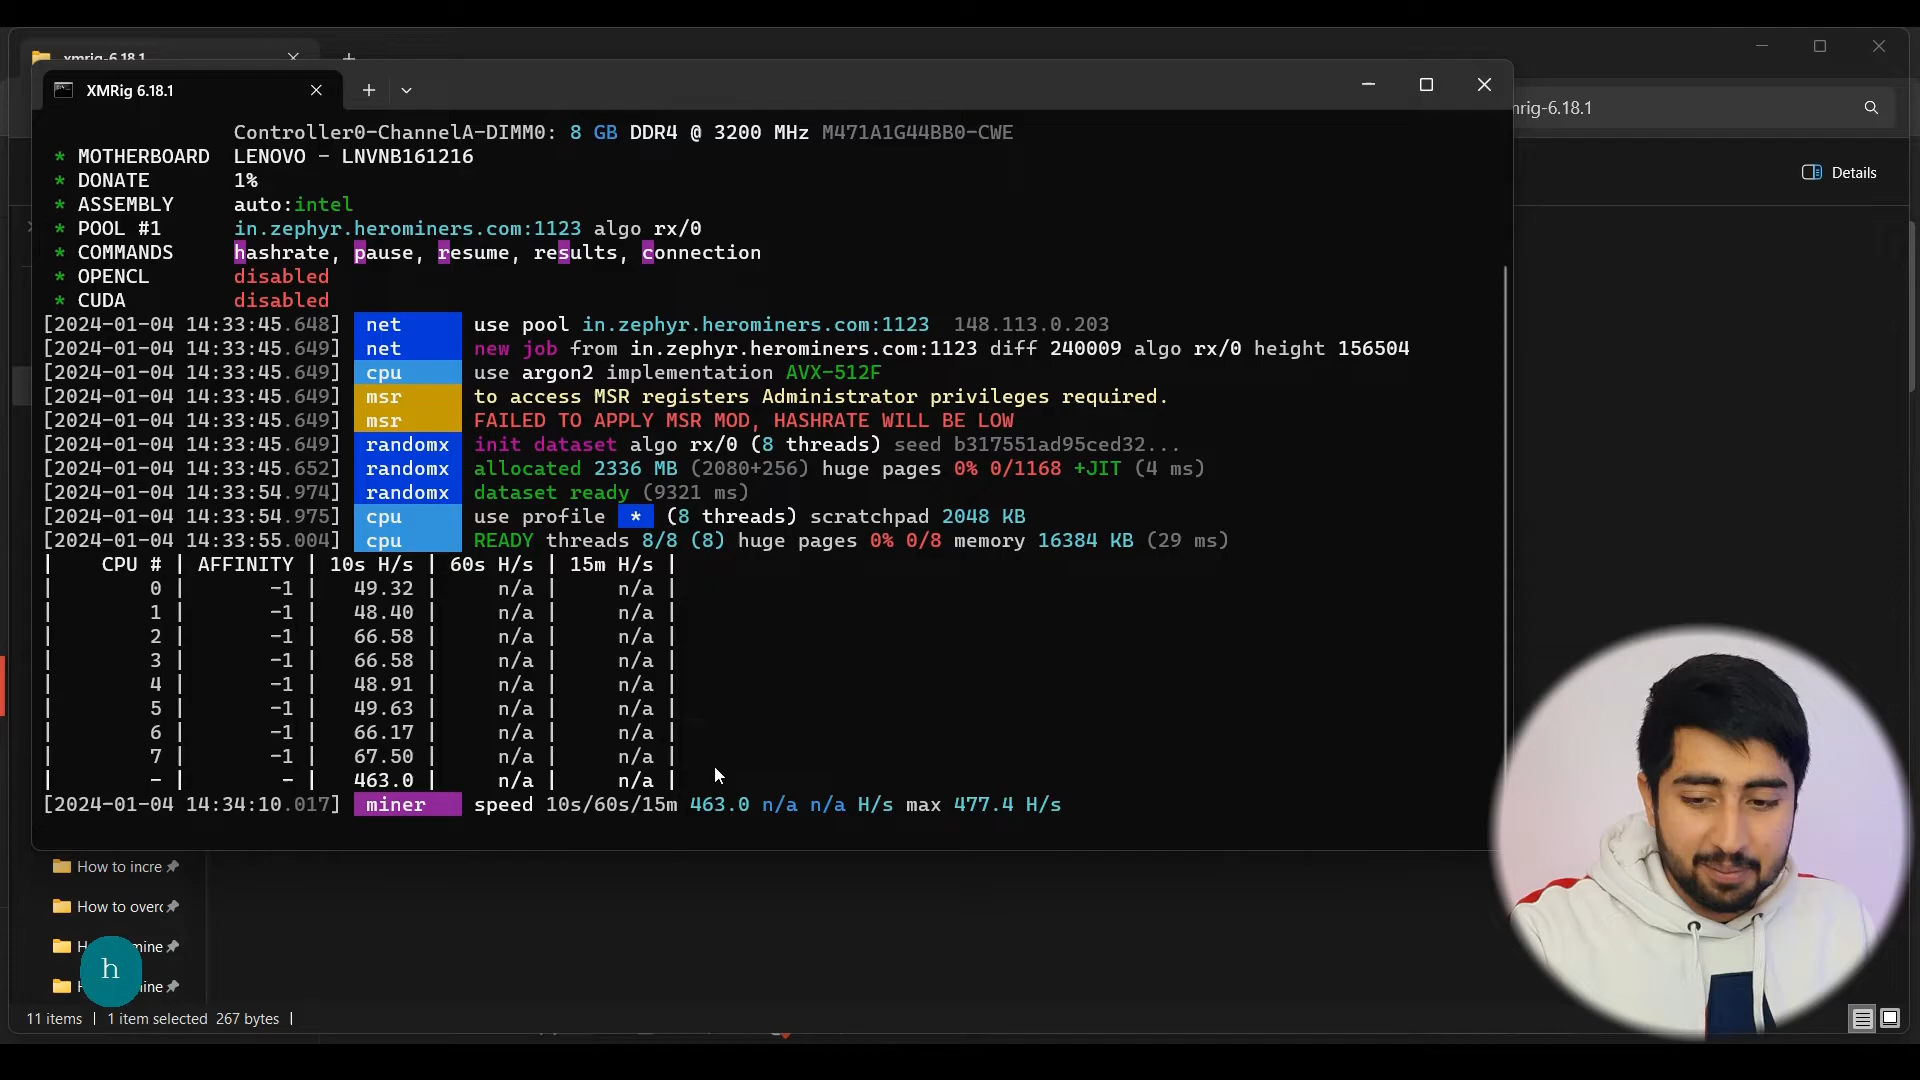 xmrig-6.18.1
XMRig 6.18.1
nrig-6.18.1
Details
Controller0-ChannelA-DIMM0: 8 GB DDR4 @ 3200 MHz M471A1G44BB0-CWE
* MOTHERBOARD LENOVO - LNVNB161216
* DONATE 1%
* ASSEMBLY auto:intel
* POOL #1 in.zephyr.herominers.com:1123 algo rx/0
* COMMANDS hashrate, pause, resume, results, connection
* OPENCL disabled
* CUDA disabled
[2024-01-04 14:33:45.648] net use pool in.zephyr.herominers.com:1123 148.113.0.203
[2024-01-04 14:33:45.649] net new job from in.zephyr.herominers.com:1123 diff 240009 algo rx/0 height 156504
[2024-01-04 14:33:45.649] cpu use argon2 implementation AVX-512F
[2024-01-04 14:33:45.649] msr to access MSR registers Administrator privileges required.
[2024-01-04 14:33:45.649] msr FAILED TO APPLY MSR MOD, HASHRATE WILL BE LOW
[2024-01-04 14:33:45.649] randomx init dataset algo rx/0 (8 threads) seed b317551ad95ced32...
[2024-01-04 14:33:45.652] randomx allocated 2336 MB (2080+256) huge pages 0% 0/1168 +JIT (4 ms)
[2024-01-04 14:33:54.974] randomx dataset ready (9321 ms)
[2024-01-04 14:33:54.975] cpu use profile * (8 threads) scratchpad 2048 KB
[2024-01-04 14:33:55.004] cpu READY threads 8/8 (8) huge pages 0% 0/8 memory 16384 KB (29 ms)
| CPU # | AFFINITY | 10s H/s | 60s H/s | 15m H/s |
| 0 | -1 | 49.32 | n/a | n/a |
| 1 | -1 | 48.40 | n/a | n/a |
| 2 | -1 | 66.58 | n/a | n/a |
| 3 | -1 | 66.58 | n/a | n/a |
| 4 | -1 | 48.91 | n/a | n/a |
| 5 | -1 | 49.63 | n/a | n/a |
| 6 | -1 | 66.17 | n/a | n/a |
| 7 | -1 | 67.50 | n/a | n/a |
| - | - | 463.0 | n/a | n/a |
[2024-01-04 14:34:10.017] miner speed 10s/60s/15m 463.0 n/a n/a H/s max 477.4 H/s
How to incre
How to overc
mine
ine
h
11 items | 1 item selected 267 bytes |